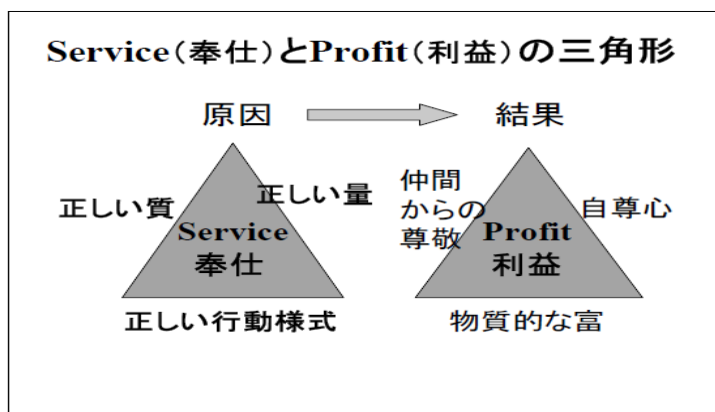 Service(奉仕)とProfit(利益)の三角形
原因
結果
正しい質
正しい量
Service
奉仕
正しい行動様式
仲間
からの
尊敬
自尊心
Profit
利益
物質的な富